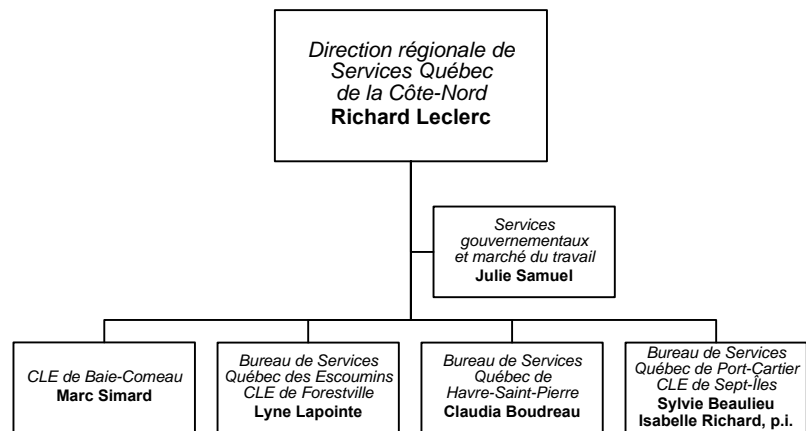 Direction régionale de
Services Québec
de la Côte-Nord
Richard Leclerc
Services
gouvernementaux
et marché du travail
Julie Samuel
CLE de Baie-Comeau
Marc Simard
Bureau de Services
Québec des Escoumins
CLE de Forestville
Lyne Lapointe
Bureau de Services
Québec de
Havre-Saint-Pierre
Claudia Boudreau
Bureau de Services
Québec de Port-Cartier
CLE de Sept-Îles
Sylvie Beaulieu
Isabelle Richard, p.i.